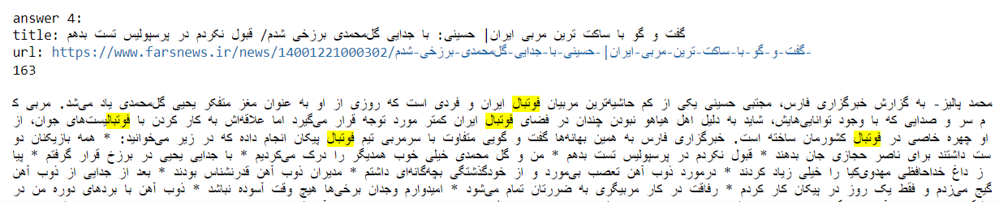 answer 4:
title: گفت و گو با ساکت ترین مربی ایران| حسینی: با جدایی گل‌محمدی برزخی شدم/ قبول نکردم در پرسپولیس تست بدهم
url: https://www.farsnews.ir/news/14001221000302/گفت-و-گو-با-ساکت-ترین-مربی-ایران|-حسینی-با-جدایی-گل‌محمدی-برزخی-شدم-
163
محمد پالیز- به گزارش خبرگزاری فارس، مجتبی حسینی یکی از کم حاشیه‌ترین مربیان فوتبال ایران و فردی است که روزی از او به عنوان مغز متفکر یحیی گل‌محمدی یاد می‌شد. مربی ک
م سر و صدایی که با وجود توانایی‌هایش، شاید به دلیل اهل هیاهو نبودن چندان در فضای فوتبال ایران کمتر مورد توجه قرار می‌گیرد اما علاقه‌اش به کار کردن با فوتبالیست‌های جوان، از
او چهره خاصی در فوتبال کشورمان ساخته است. خبرگزاری فارس به همین بهانه‌ها گفت و گویی متفاوت با سرمربی تیم فوتبال پیکان انجام داده که در زیر می‌خوانید: * همه بازیکنان دو
ست داشتند برای ناصر حجازی جان بدهند * قبول نکردم در پرسپولیس تست بدهم * من و گل محمدی خیلی خوب همدیگر را درک می‌کردیم * با جدایی یحیی در برزخ قرار گرفتم * پیا
ز داغ خداحافظی مهدوی‌کیا را خیلی زیاد کردند * درمورد ذوب آهن تعصب بی‌مورد و از خودگذشتگی بچه‌گانه‌ای داشتم * مدیران ذوب آهن قدرنشناس بودند * بعد از جدایی از ذوب آهن
گیج می‌زدم و فقط یک روز در پیکان کار کردم * رفاقت در کار مربیگری به ضررتان تمام می‌شود * امیدوارم وجدان برخی‌ها هیچ وقت آسوده نباشد * ذوب آهن با بردهای دوره من در